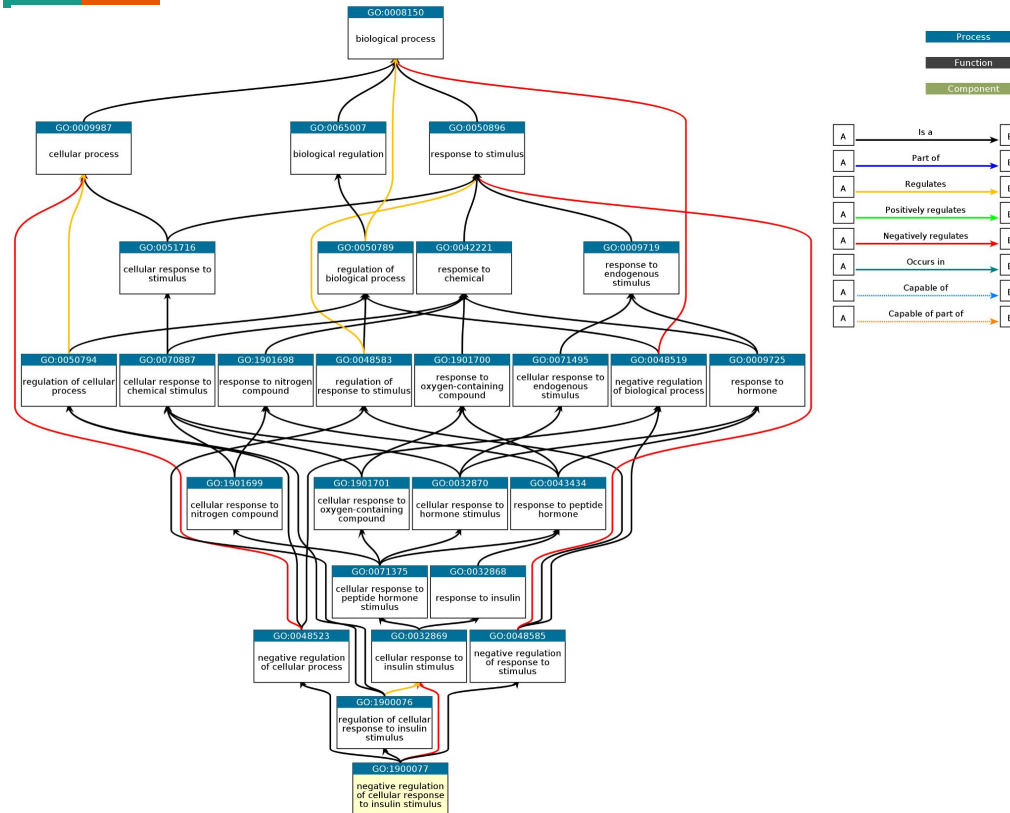 GO:0008150
biological process
Process
Function
Component
GO:0009987
cellular process
GO:0065007
biological regulation
GO:0050896
response to stimulus
A
Is a
A
Part of
A
Regulates
A
Positively regulates
A
Negatively regulates
A
Occurs in
A
Capable of
A
Capable of part of
GO:0051716
cellular response to
stimulus
GO:0050789
regulation of
biological process
GO:0042221
response to
chemical
GO:0009719
response to
endogenous
stimulus
GO:0050794
regulation of cellular
process
GO:0070887
cellular response to
chemical stimulus
GO:1901698
response to nitrogen
compound
GO:0048583
regulation of
response to stimulus
GO:1901700
response to
oxygen-containing
compound
GO:0071495
cellular response to
endogenous
stimulus
GO:0048519
negative regulation
of biological process
GO:0009725
response to
hormone
GO:1901699
cellular response to
nitrogen compound
GO:1901701
cellular response to
oxygen-containing
compound
GO:0032870
cellular response to
hormone stimulus
GO:0043434
response to peptide
hormone
GO:0071375
cellular response to
peptide hormone
stimulus
GO:0032868
response to insulin
GO:0048523
negative regulation
of cellular process
GO:0032869
cellular response to
insulin stimulus
GO:0048585
negative regulation
of response to
stimulus
GO:1900076
regulation of cellular
response to insulin
stimulus
GO:1900077
negative regulation
of cellular response
to insulin stimulus